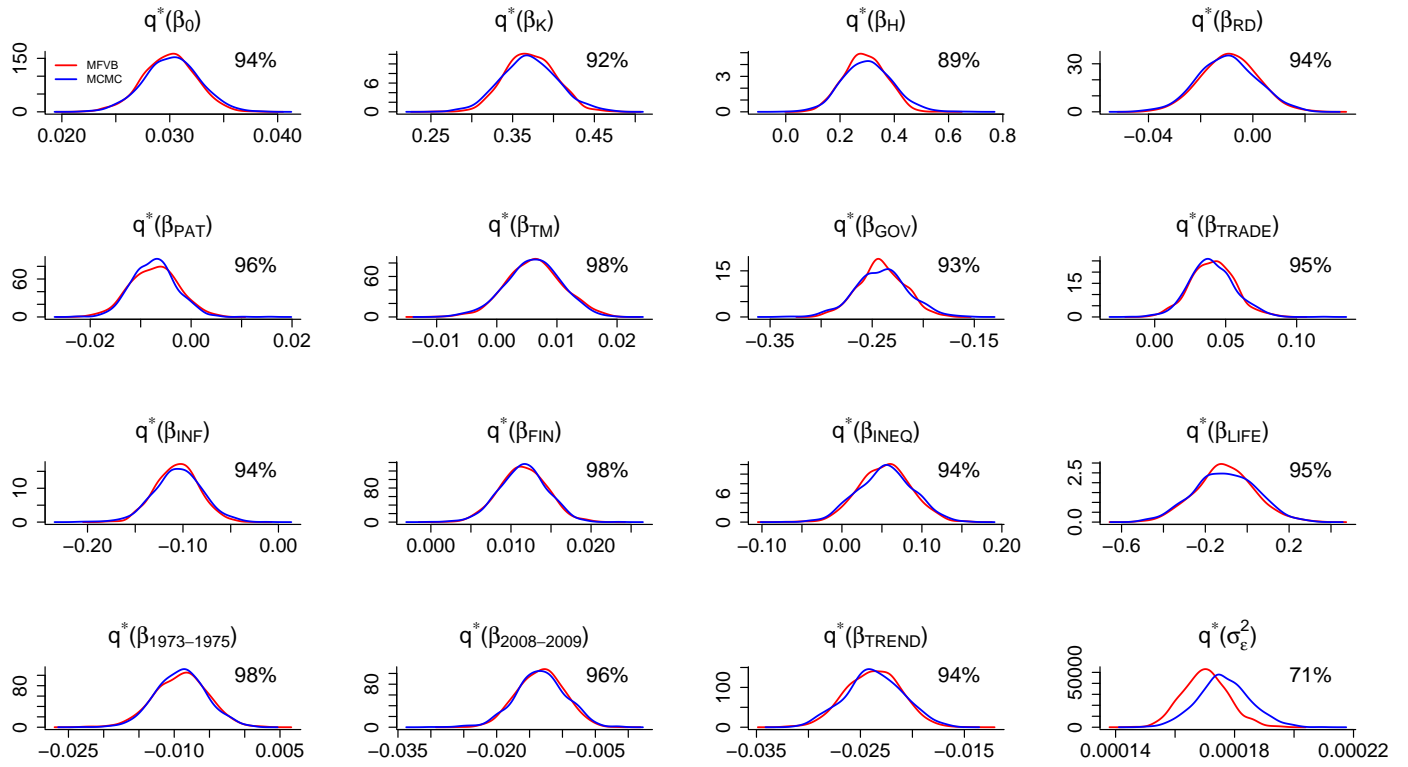 q*(β0) q*(βK) q*(βH) q*(βRD)
0 150 MFVB MCMC 94% 0 6 92% 0 3 89% 0 30 94%
0.020 0.030 0.040 0.25 0.35 0.45 0.0 0.2 0.4 0.6 0.8 −0.04 0.00
q*(βPAT) q*(βTM) q*(βGOV) q*(βTRADE)
0 60 96% 0 60 98% 0 15 93% 0 15 95%
−0.02 0.00 0.02 −0.01 0.00 0.01 0.02 −0.35 −0.25 −0.15 0.00 0.05 0.10
q*(βINF) q*(βFIN) q*(βINEQ) q*(βLIFE)
0 10 94% 0 80 98% 0 6 94% 0.0 2.5 95%
−0.20 −0.10 0.00 0.000 0.010 0.020 −0.10 0.00 0.10 0.20 −0.6 −0.2 0.2
q*(β1973−1975) q*(β2008−2009) q*(βTREND) q*(σ²ε)
0 80 98% 0 80 96% 0 100 94% 0 50000 71%
−0.025 −0.010 0.005 −0.035 −0.020 −0.005 −0.035 −0.025 −0.015 0.00014 0.00018 0.00022